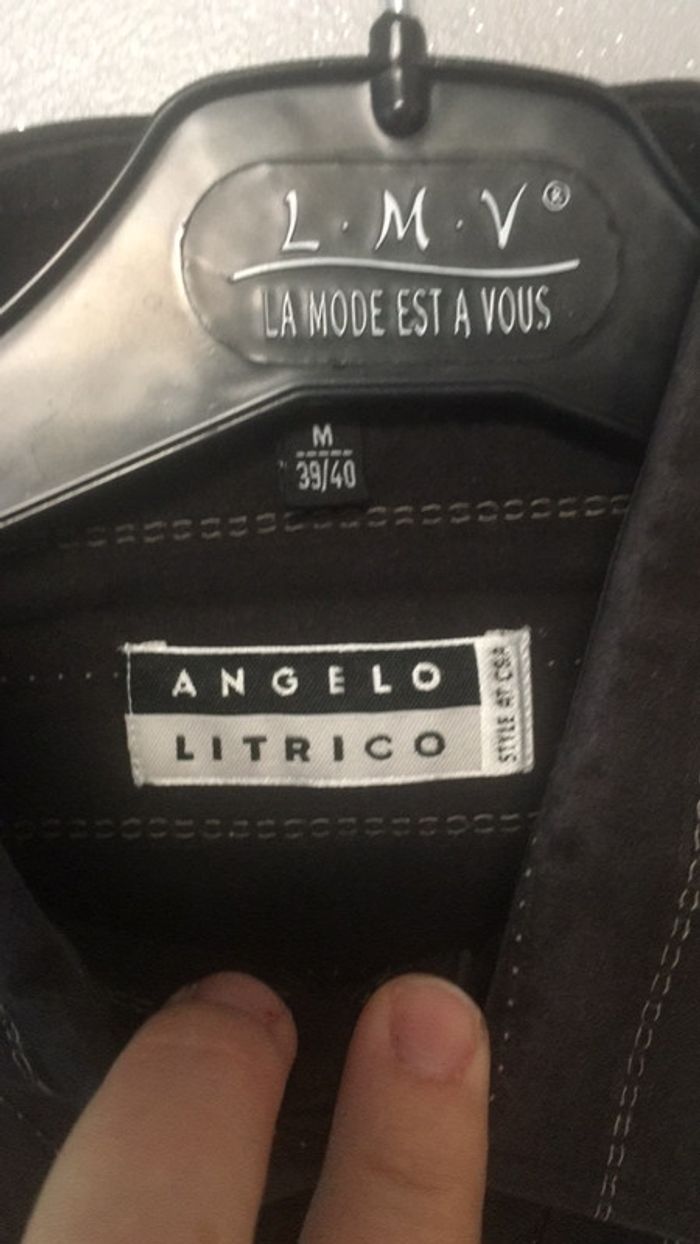 L · M · V ®
LA MODE EST A VOUS
M
39/40
ANGELO
LITRICO
STYLE AT C&A